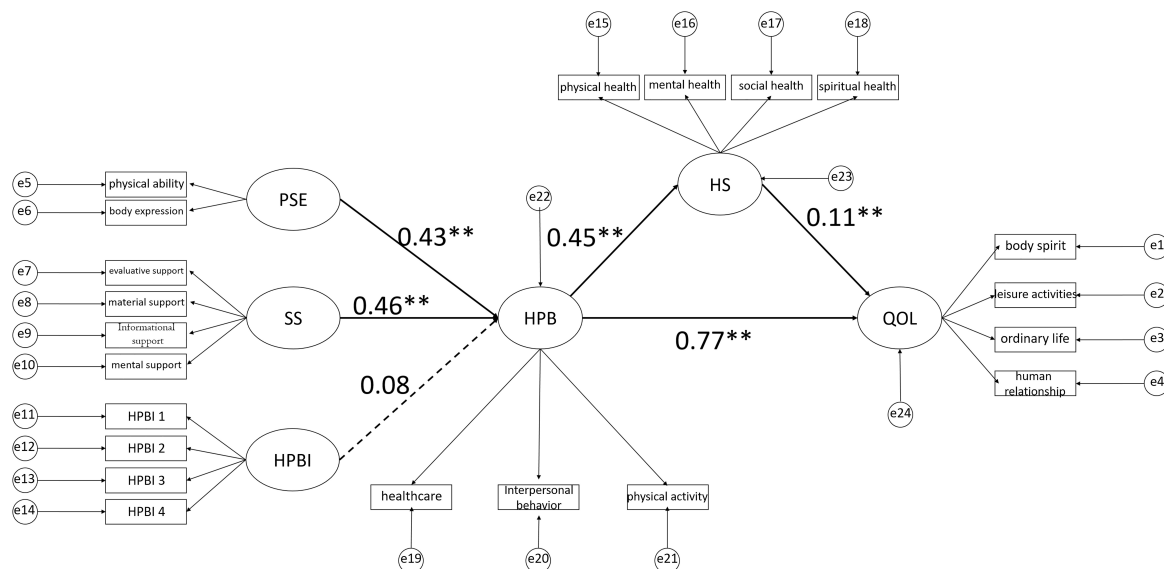 e15
e16
e17
e18
physical health
mental health
social health
spiritual health
e5
physical ability
e6
body expression
PSE
e22
HS
e23
0.43**
0.45**
0.11**
e7
evaluative support
e8
material support
e9
Informational
support
e10
mental support
SS
0.46**
HPB
0.77**
QOL
body spirit
e1
leisure activities
e2
ordinary life
e3
human
relationship
e4
e24
0.08
e11
HPBI 1
e12
HPBI 2
e13
HPBI 3
e14
HPBI 4
HPBI
healthcare
Interpersonal
behavior
physical activity
e19
e20
e21